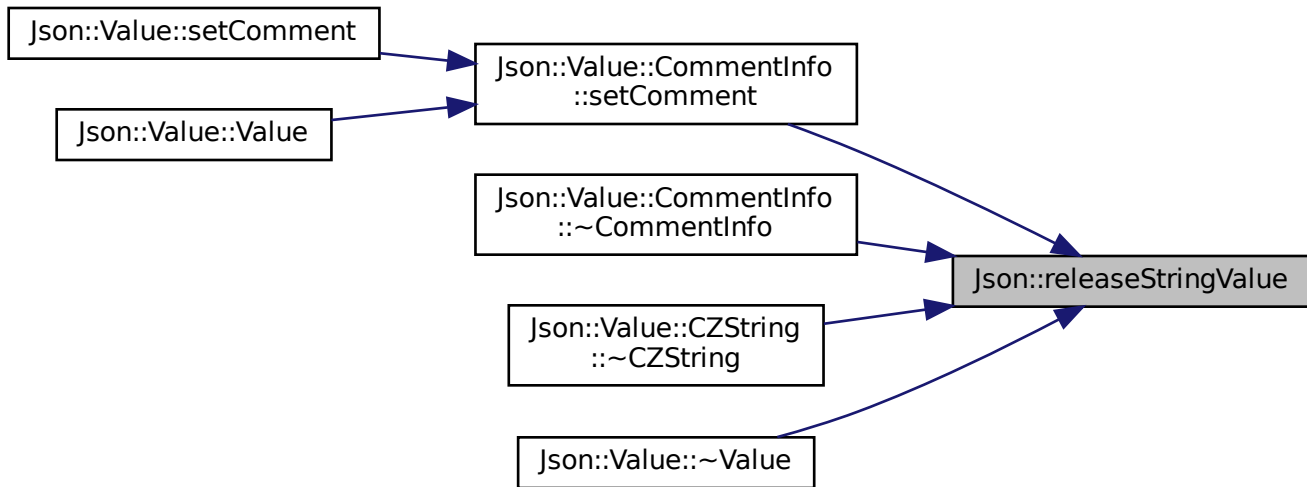 Json::Value::setComment
Json::Value::Value
Json::Value::CommentInfo
::setComment
Json::Value::CommentInfo
::~CommentInfo
Json::Value::CZString
::~CZString
Json::Value::~Value
Json::releaseStringValue